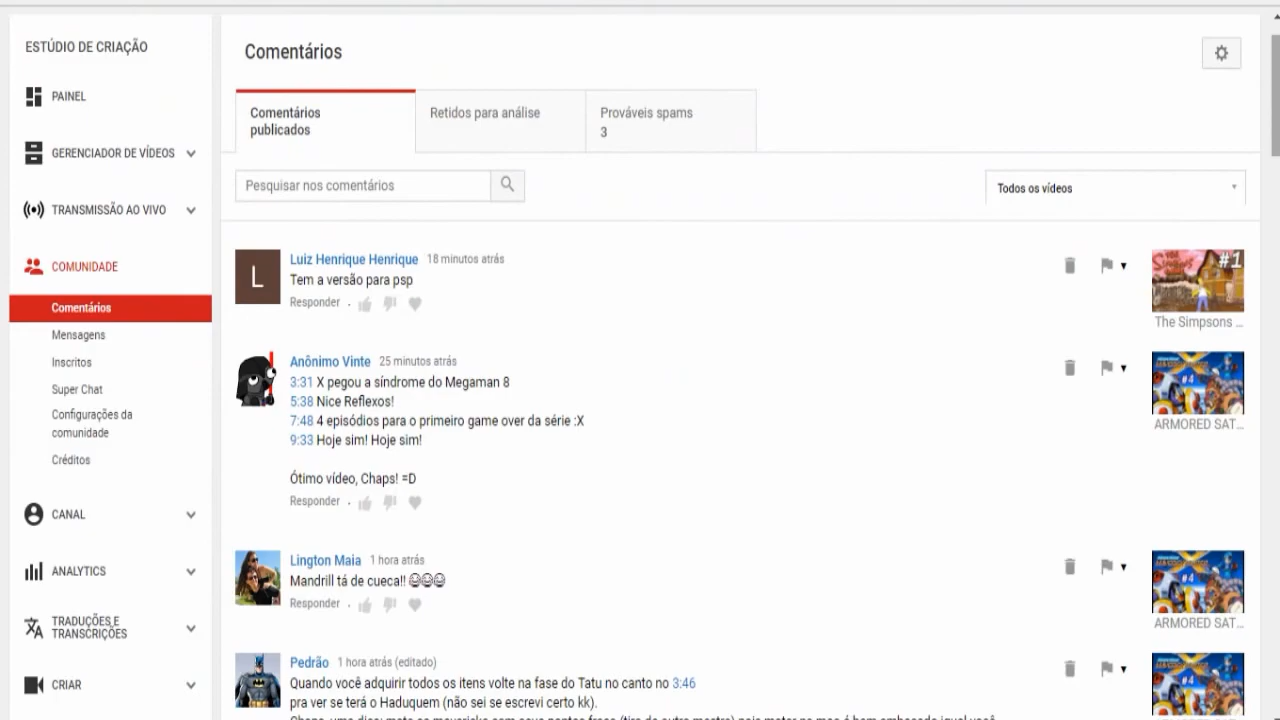 ESTÚDIO DE CRIAÇÃO
PAINEL
GERENCIADOR DE VÍDEOS
TRANSMISSÃO AO VIVO
COMUNIDADE
Comentários
Mensagens
Inscritos
Super Chat
Configurações da
comunidade
Créditos
CANAL
ANALYTICS
TRADUÇÕES E
TRANSCRIÇÕES
CRIAR
Comentários
Comentários
publicados
Retidos para análise
Prováveis spams
3
Pesquisar nos comentários
Todos os vídeos
L
Luiz Henrique Henrique 18 minutos atrás
Tem a versão para psp
Responder
#1
The Simpsons ...
Anônimo Vinte 25 minutos atrás
3:31 X pegou a síndrome do Megaman 8
5:38 Nice Reflexos!
7:48 4 episódios para o primeiro game over da série :X
9:33 Hoje sim! Hoje sim!
Ótimo vídeo, Chaps! =D
Responder
#4
ARMORED SAT...
Lington Maia 1 hora atrás
Mandrill tá de cueca!! 😂😂😂
Responder
#4
ARMORED SAT...
Pedrão 1 hora atrás (editado)
Quando você adquirir todos os itens volte na fase do Tatu no canto no 3:46
pra ver se terá o Haduquem (não sei se escrevi certo kk).
#4